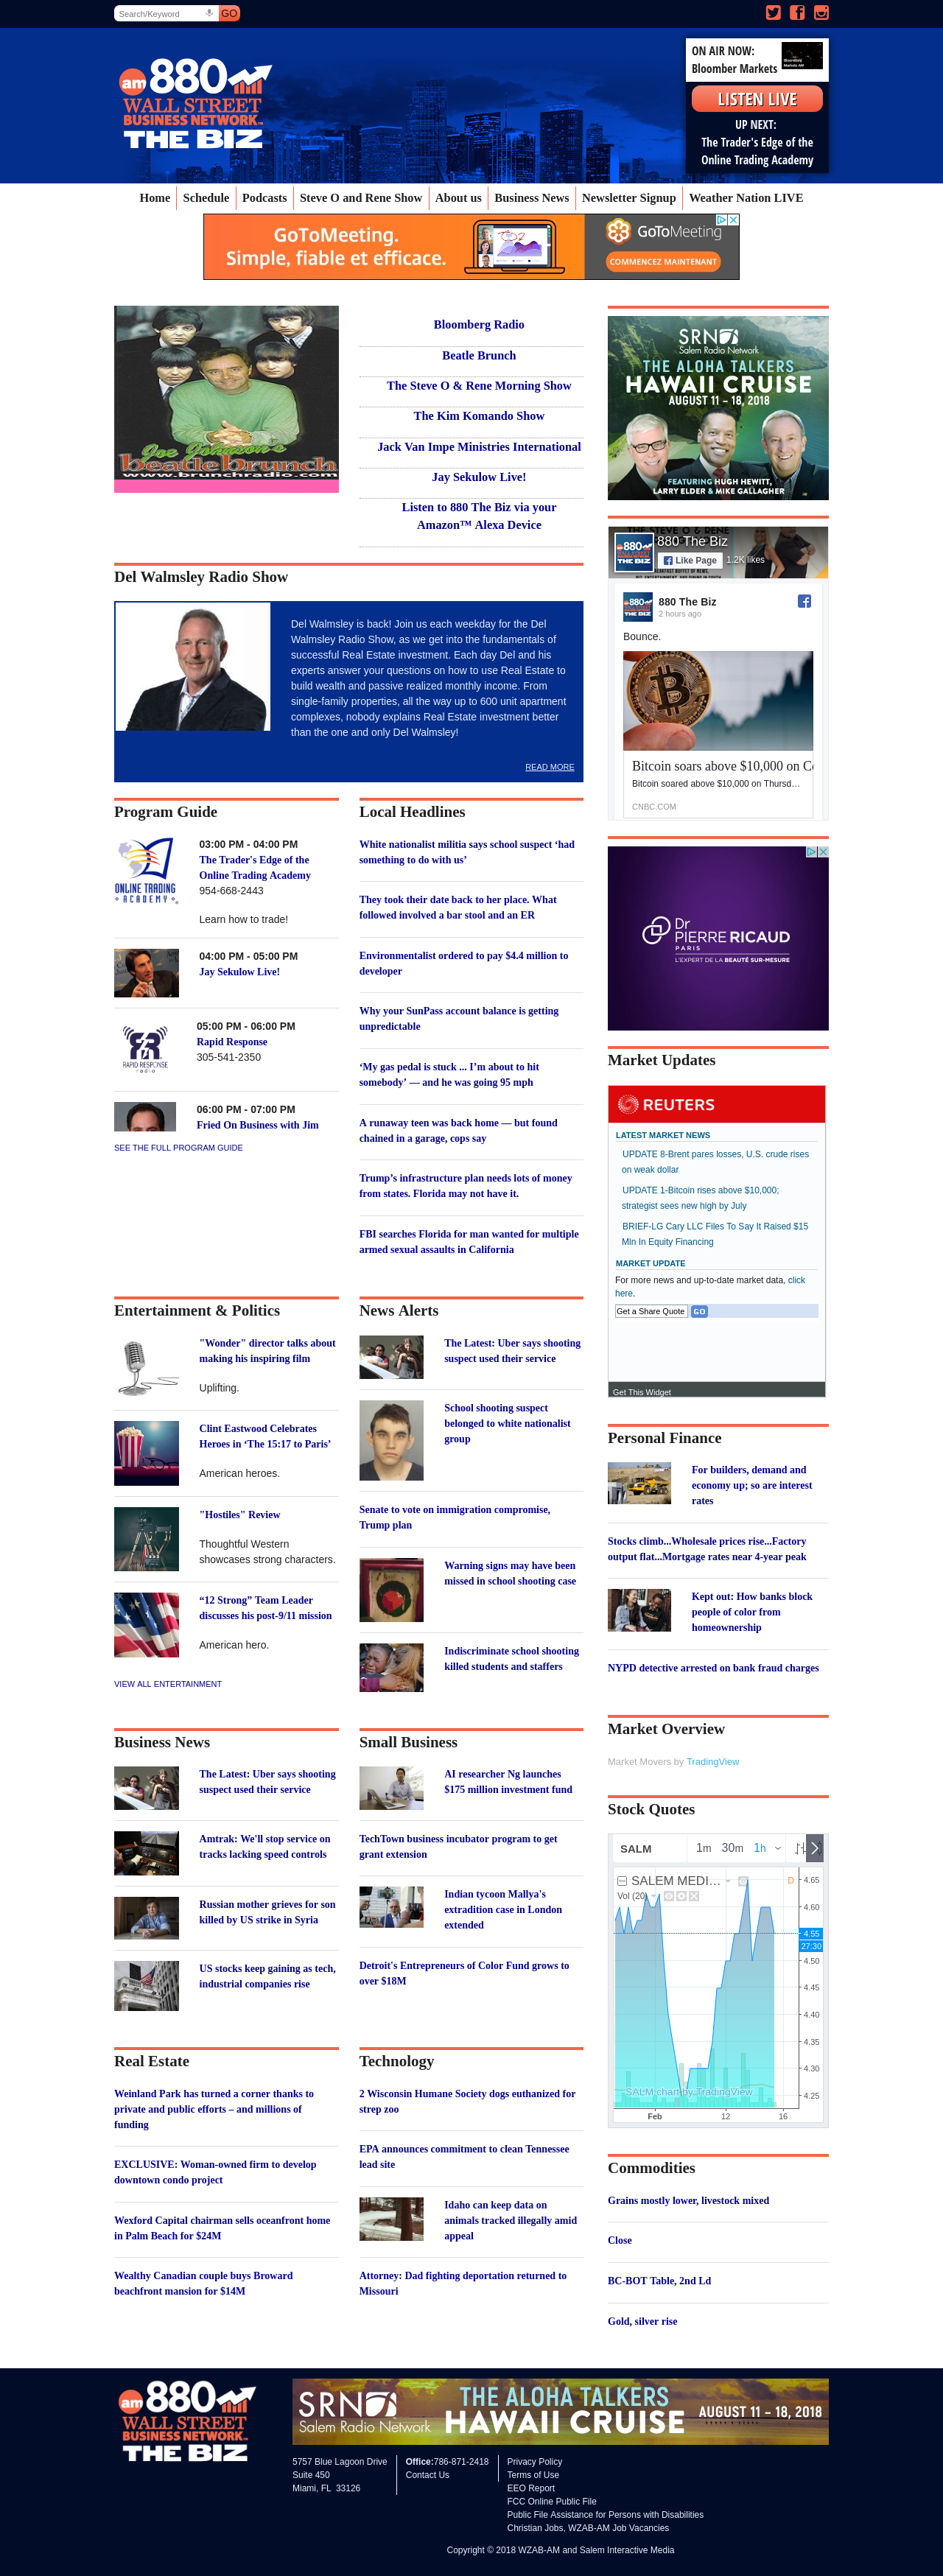 Search/Keyword
GO
ON AIR NOW:
Bloomber Markets
LISTEN LIVE
UP NEXT:
The Trader's Edge of the
Online Trading Academy
am 880
WALL STREET
BUSINESS NETWORK™
THE BIZ
Home
Schedule
Podcasts
Steve O and Rene Show
About us
Business News
Newsletter Signup
Weather Nation LIVE
GoToMeeting.
Simple, fiable et efficace.
GoToMeeting
COMMENCEZ MAINTENANT
Joe Johnson's
beatlebrunch
www.brunchradio.com
Bloomberg Radio
Beatle Brunch
The Steve O & Rene Morning Show
The Kim Komando Show
Jack Van Impe Ministries International
Jay Sekulow Live!
Listen to 880 The Biz via your
Amazon™ Alexa Device
SRN
Salem Radio Network
THE ALOHA TALKERS
HAWAII CRUISE
AUGUST 11 – 18, 2018
FEATURING HUGH HEWITT,
LARRY ELDER & MIKE GALLAGHER
Del Walmsley Radio Show
Del Walmsley is back! Join us each weekday for the Del
Walmsley Radio Show, as we get into the fundamentals of
successful Real Estate investment. Each day Del and his
experts answer your questions on how to use Real Estate to
build wealth and passive realized monthly income. From
single-family properties, all the way up to 600 unit apartment
complexes, nobody explains Real Estate investment better
than the one and only Del Walmsley!
READ MORE
880 The Biz
Like Page
1.2K likes
880 The Biz
2 hours ago
Bounce.
Bitcoin soars above $10,000 on Co
Bitcoin soared above $10,000 on Thursd…
CNBC.COM
Program Guide
ONLINE TRADING
ACADEMY
03:00 PM - 04:00 PM
The Trader's Edge of the
Online Trading Academy
954-668-2443
Learn how to trade!
04:00 PM - 05:00 PM
Jay Sekulow Live!
RAPID RESPONSE
radio
05:00 PM - 06:00 PM
Rapid Response
305-541-2350
06:00 PM - 07:00 PM
Fried On Business with Jim
SEE THE FULL PROGRAM GUIDE
Local Headlines
White nationalist militia says school suspect ‘had
something to do with us’
They took their date back to her place. What
followed involved a bar stool and an ER
Environmentalist ordered to pay $4.4 million to
developer
Why your SunPass account balance is getting
unpredictable
‘My gas pedal is stuck ... I’m about to hit
somebody’ — and he was going 95 mph
A runaway teen was back home — but found
chained in a garage, cops say
Trump’s infrastructure plan needs lots of money
from states. Florida may not have it.
FBI searches Florida for man wanted for multiple
armed sexual assaults in California
Dr
PIERRE RICAUD
PARIS
L'EXPERT DE LA BEAUTÉ SUR-MESURE
Market Updates
REUTERS
LATEST MARKET NEWS
UPDATE 8-Brent pares losses, U.S. crude rises
on weak dollar
UPDATE 1-Bitcoin rises above $10,000;
strategist sees new high by July
BRIEF-LG Cary LLC Files To Say It Raised $15
Mln In Equity Financing
MARKET UPDATE
For more news and up-to-date market data, click
here.
Get a Share Quote
GO
Get This Widget
Entertainment & Politics
"Wonder" director talks about
making his inspiring film
Uplifting.
Clint Eastwood Celebrates
Heroes in ‘The 15:17 to Paris’
American heroes.
"Hostiles" Review
Thoughtful Western
showcases strong characters.
“12 Strong” Team Leader
discusses his post-9/11 mission
American hero.
VIEW ALL ENTERTAINMENT
News Alerts
The Latest: Uber says shooting
suspect used their service
School shooting suspect
belonged to white nationalist
group
Senate to vote on immigration compromise,
Trump plan
Warning signs may have been
missed in school shooting case
Indiscriminate school shooting
killed students and staffers
Personal Finance
For builders, demand and
economy up; so are interest
rates
Stocks climb...Wholesale prices rise...Factory
output flat...Mortgage rates near 4-year peak
Kept out: How banks block
people of color from
homeownership
NYPD detective arrested on bank fraud charges
Business News
The Latest: Uber says shooting
suspect used their service
Amtrak: We'll stop service on
tracks lacking speed controls
Russian mother grieves for son
killed by US strike in Syria
US stocks keep gaining as tech,
industrial companies rise
Small Business
AI researcher Ng launches
$175 million investment fund
TechTown business incubator program to get
grant extension
Indian tycoon Mallya's
extradition case in London
extended
Detroit's Entrepreneurs of Color Fund grows to
over $18M
Market Overview
Market Movers by TradingView
Stock Quotes
SALM
1m
30m
1h
SALEM MEDI…
D
Vol (20)
4.65
4.60
4.55
27:30
4.50
4.45
4.40
4.35
4.30
4.25
SALM chart by TradingView
Feb
12
16
Real Estate
Weinland Park has turned a corner thanks to
private and public efforts – and millions of
funding
EXCLUSIVE: Woman-owned firm to develop
downtown condo project
Wexford Capital chairman sells oceanfront home
in Palm Beach for $24M
Wealthy Canadian couple buys Broward
beachfront mansion for $14M
Technology
2 Wisconsin Humane Society dogs euthanized for
strep zoo
EPA announces commitment to clean Tennessee
lead site
Idaho can keep data on
animals tracked illegally amid
appeal
Attorney: Dad fighting deportation returned to
Missouri
Commodities
Grains mostly lower, livestock mixed
Close
BC-BOT Table, 2nd Ld
Gold, silver rise
am 880
WALL STREET
BUSINESS NETWORK™
THE BIZ
SRN
Salem Radio Network
THE ALOHA TALKERS
HAWAII CRUISE
AUGUST 11 – 18, 2018
5757 Blue Lagoon Drive
Suite 450
Miami, FL 33126
Office:786-871-2418
Contact Us
Privacy Policy
Terms of Use
EEO Report
FCC Online Public File
Public File Assistance for Persons with Disabilities
Christian Jobs, WZAB-AM Job Vacancies
Copyright © 2018 WZAB-AM and Salem Interactive Media